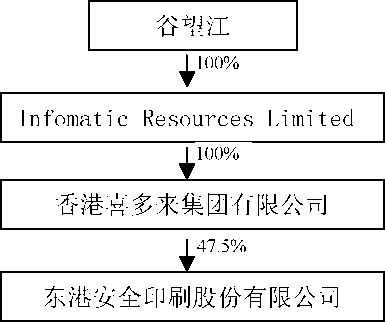 谷望江
100%
Infomatic Resources Limited
100%
香港喜多来集团有限公司
47.5%
东港安全印刷股份有限公司